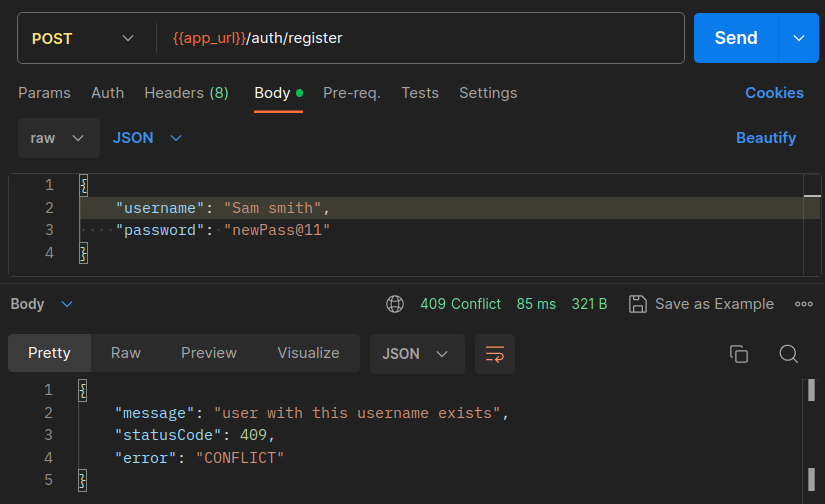 POST {{app_url}}/auth/register Send
Params Auth Headers (8) Body Pre-req. Tests Settings Cookies
raw JSON Beautify
1 {
2 "username": "Sam smith",
3 "password": "newPass@11"
4 }
Body 409 Conflict 85 ms 321 B Save as Example
Pretty Raw Preview Visualize JSON
1 {
2 "message": "user with this username exists",
3 "statusCode": 409,
4 "error": "CONFLICT"
5 }